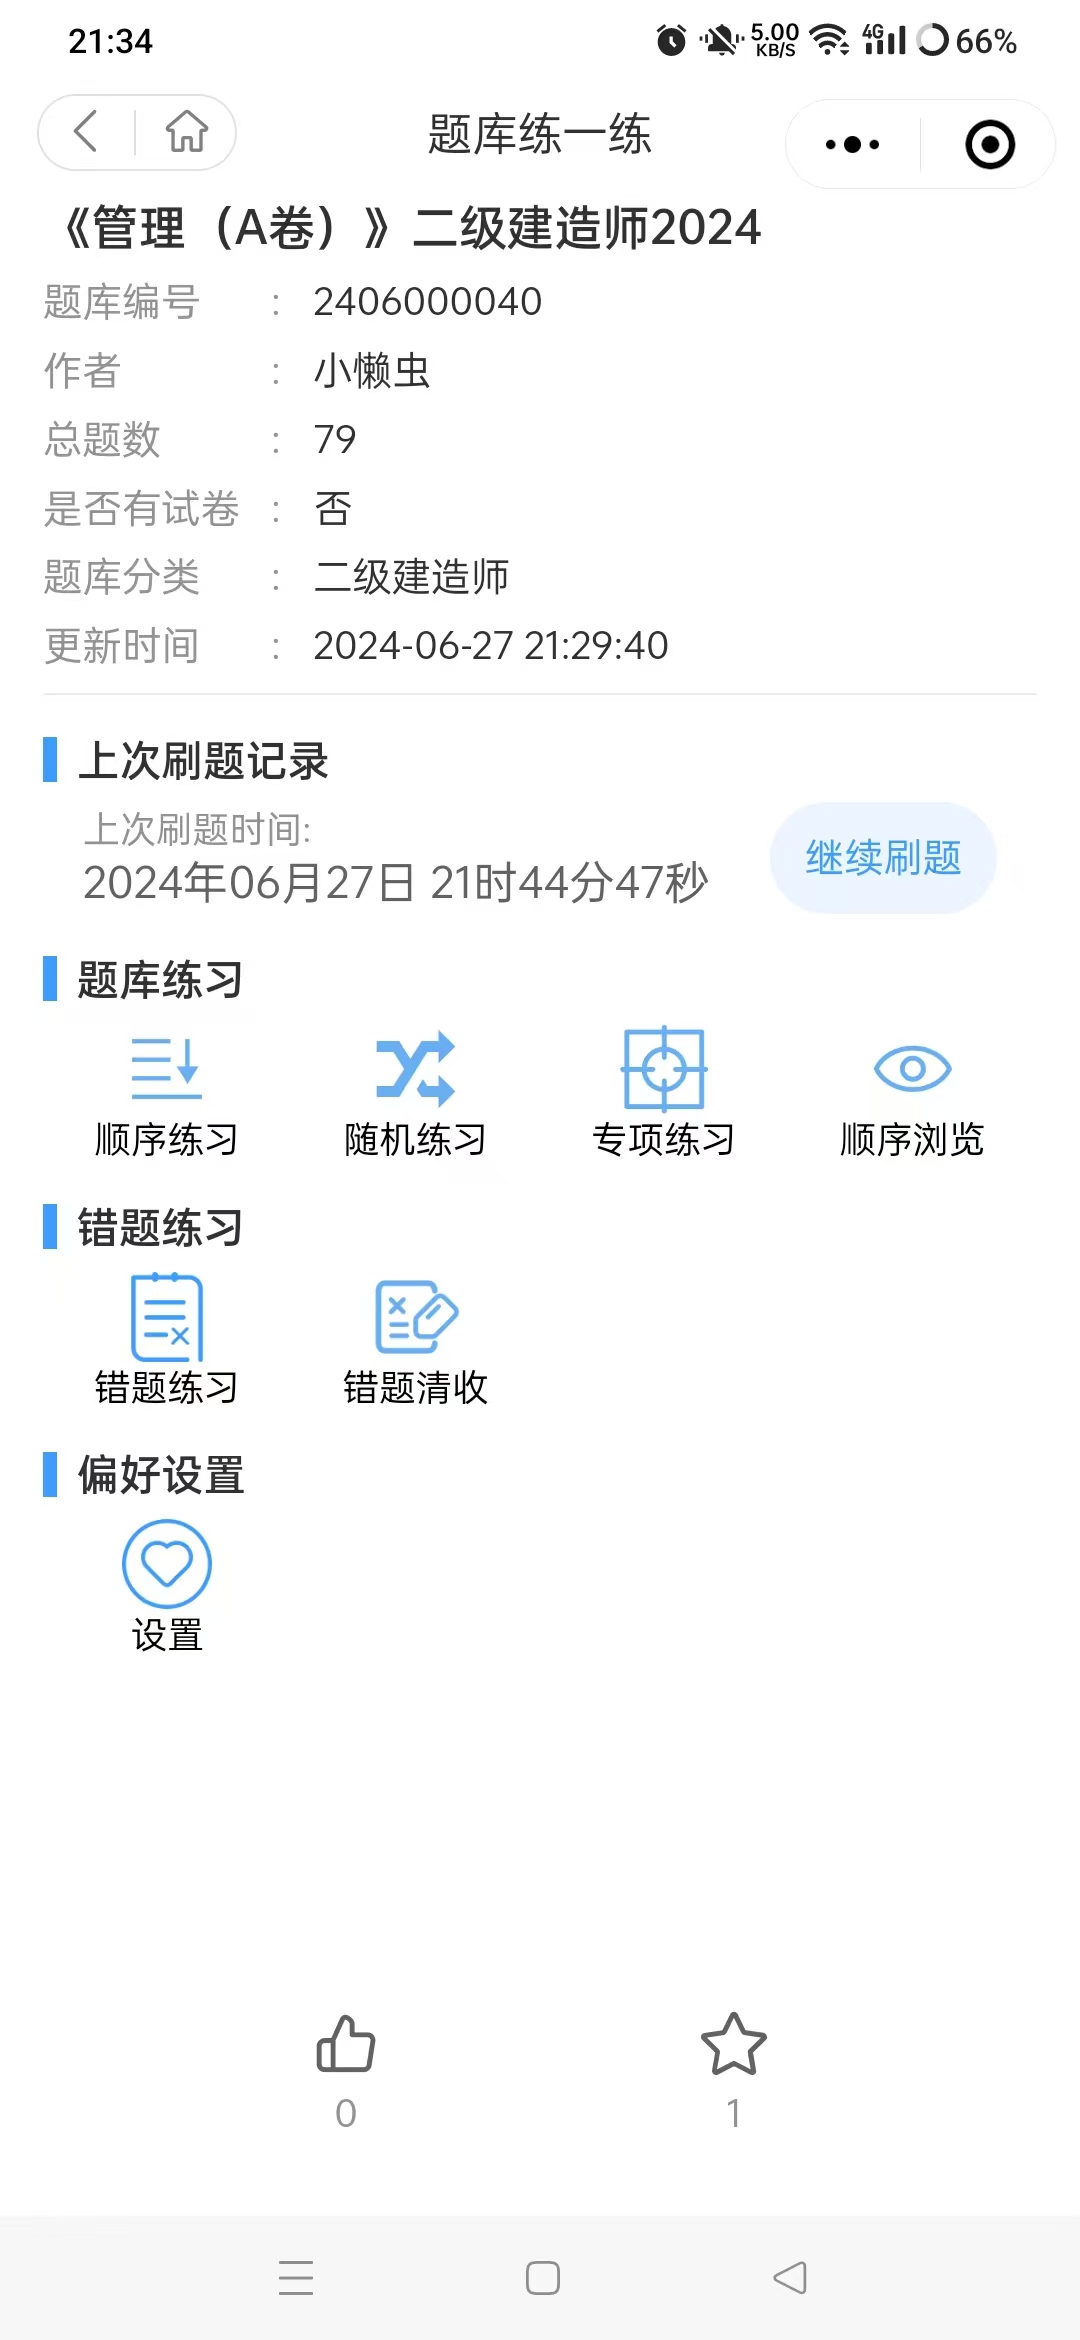 21:34
5.00
KB/S
4G
66%
题库练一练
《管理（A卷）》二级建造师2024
题库编号 : 2406000040
作者 : 小懒虫
总题数 : 79
是否有试卷 : 否
题库分类 : 二级建造师
更新时间 : 2024-06-27 21:29:40
上次刷题记录
上次刷题时间:
2024年06月27日 21时44分47秒
继续刷题
题库练习
顺序练习 随机练习 专项练习 顺序浏览
错题练习
错题练习 错题清收
偏好设置
设置
0 1